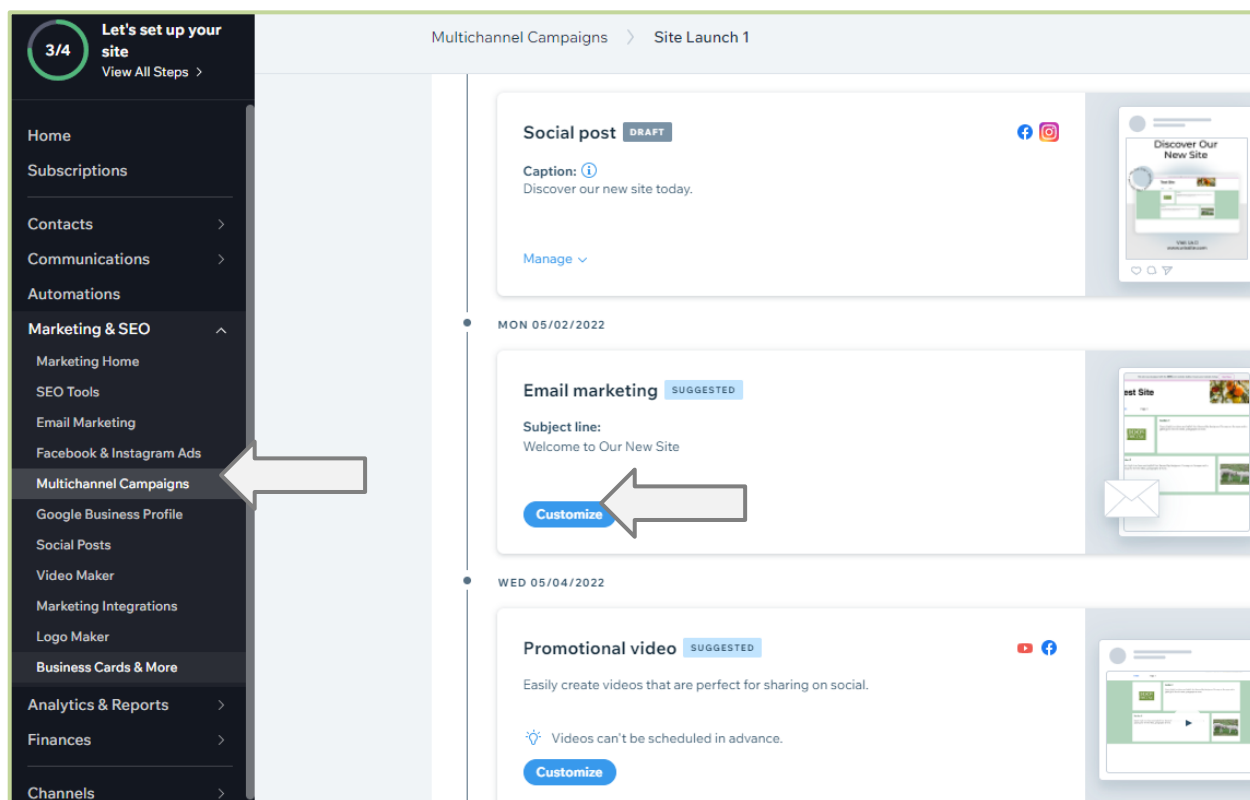 3/4
Let's set up your
site
View All Steps >
Home
Subscriptions
Contacts
Communications
Automations
Marketing & SEO
Marketing Home
SEO Tools
Email Marketing
Facebook & Instagram Ads
Multichannel Campaigns
Google Business Profile
Social Posts
Video Maker
Marketing Integrations
Logo Maker
Business Cards & More
Analytics & Reports
Finances
Channels
Multichannel Campaigns > Site Launch 1
Social post DRAFT
Caption:
Discover our new site today.
Manage
Discover Our
New Site
MON 05/02/2022
Email marketing SUGGESTED
Subject line:
Welcome to Our New Site
Customize
est Site
WED 05/04/2022
Promotional video SUGGESTED
Easily create videos that are perfect for sharing on social.
Videos can't be scheduled in advance.
Customize